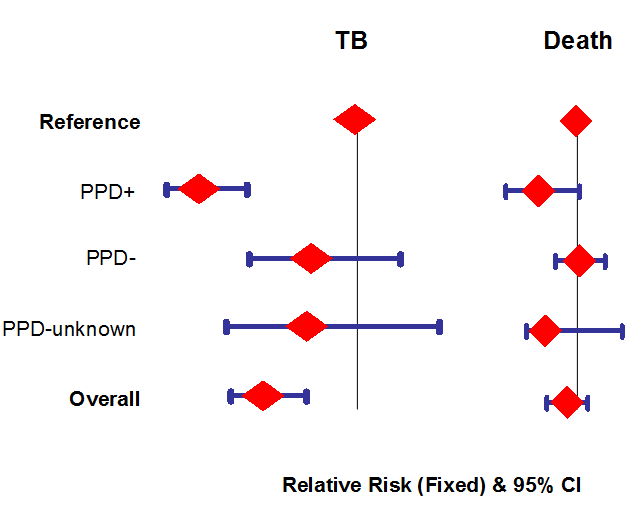 TB Death
Reference
PPD+
PPD-
PPD-unknown
Overall
Relative Risk (Fixed) & 95% CI